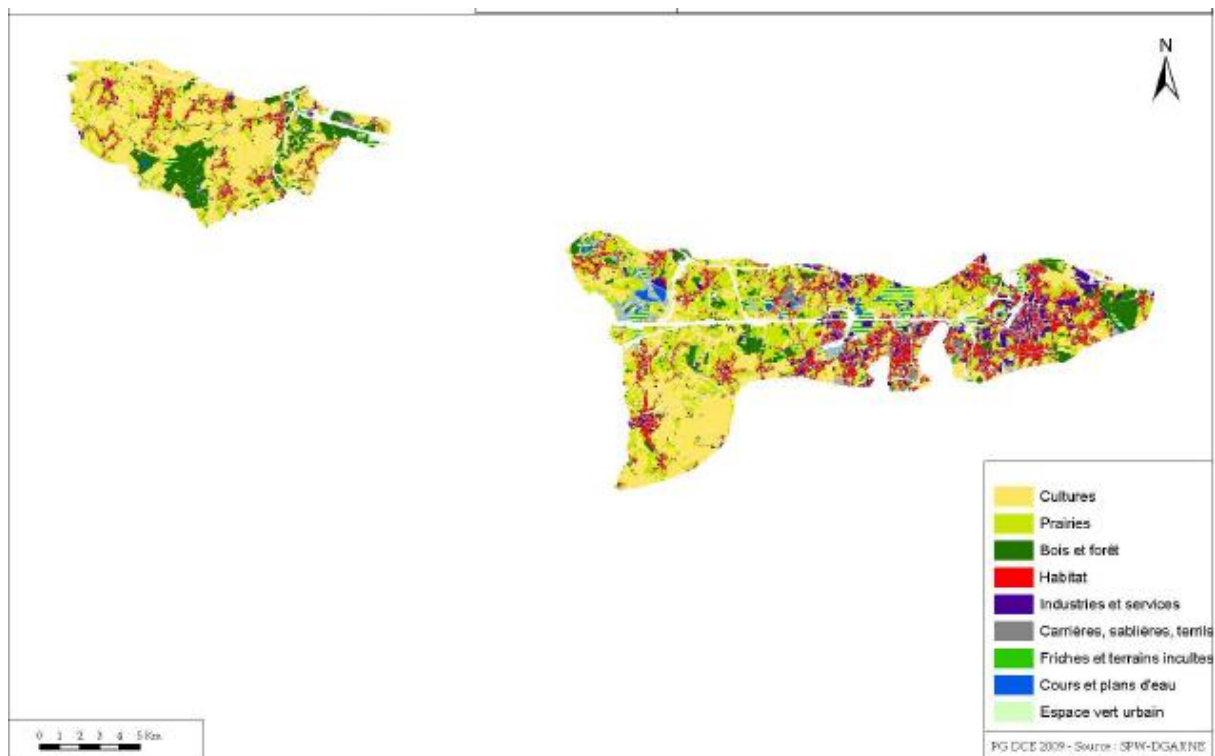 N
Cultures
Prairies
Bois et forêt
Habitat
Industries et services
Carrières, sablières, terrils
Friches et terrains incultes
Cours et plans d'eau
Espace vert urbain
0 1 2 3 4 5 Km
PG DCE 2009 - Source : SPW-DGARNE